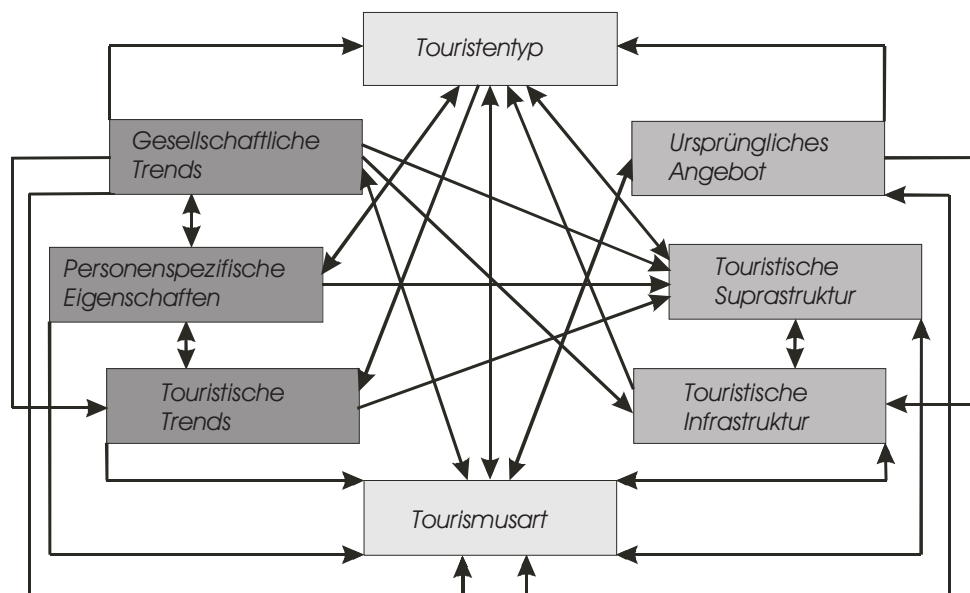 Touristentyp
Gesellschaftliche
Trends
Ursprüngliches
Angebot
Personenspezifische
Eigenschaften
Touristische
Suprastruktur
Touristische
Trends
Touristische
Infrastruktur
Tourismusart